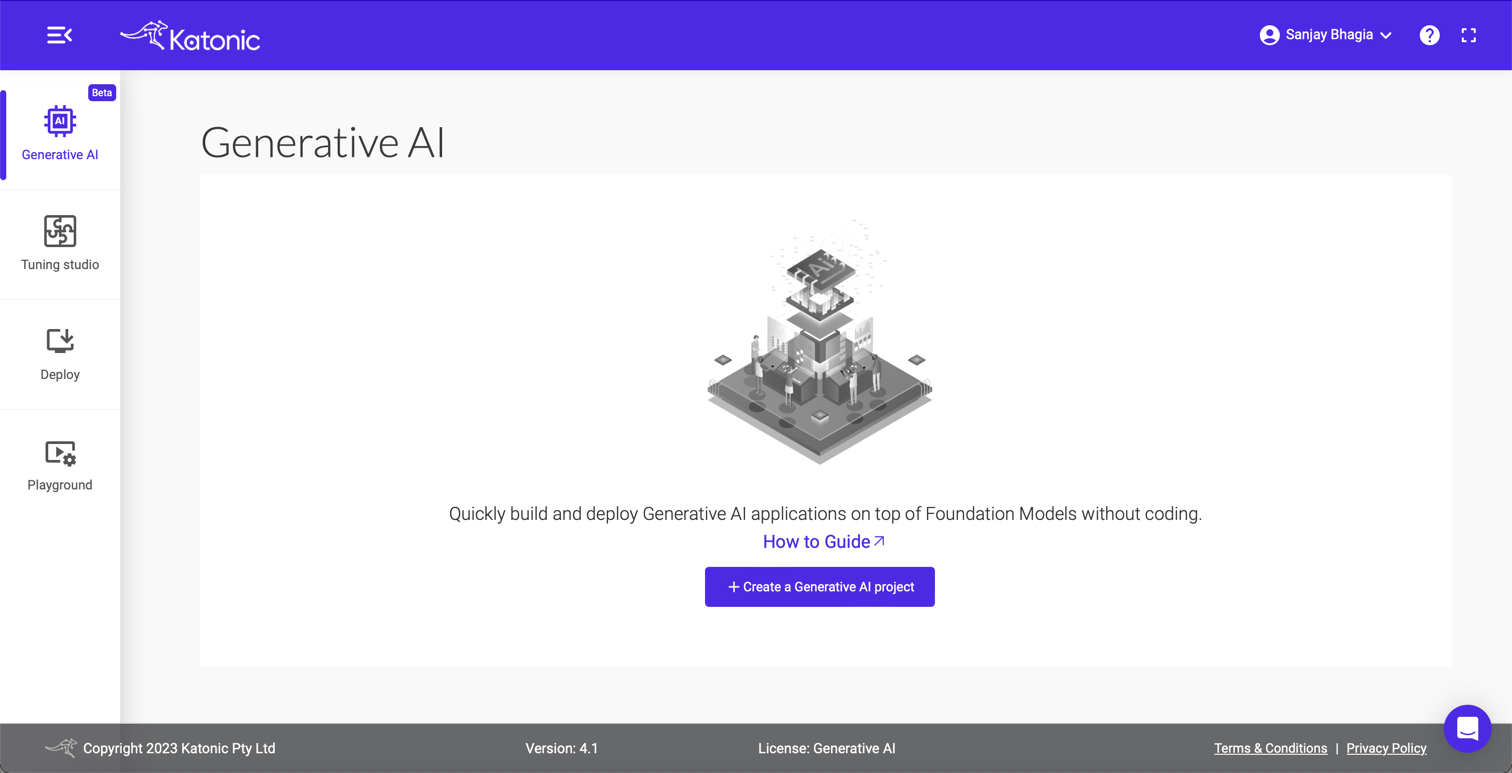 Katonic
Sanjay Bhagia
Beta
AI
Generative AI
Tuning studio
Deploy
Playground
Generative AI
Ai
Quickly build and deploy Generative AI applications on top of Foundation Models without coding.
How to Guide
+ Create a Generative AI project
Copyright 2023 Katonic Pty Ltd
Version: 4.1
License: Generative AI
Terms & Conditions | Privacy Policy